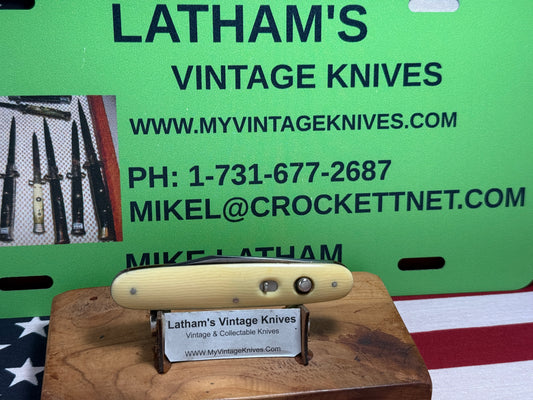 LATHAM'S
VINTAGE KNIVES
WWW.MYVINTAGEKNIVES.COM
PH: 1-731-677-2687
MIKEL@CROCKETTNET.COM
MIKE LATHAM
Latham's Vintage Knives
Vintage & Collectable Knives
www.MyVintageKnives.Com